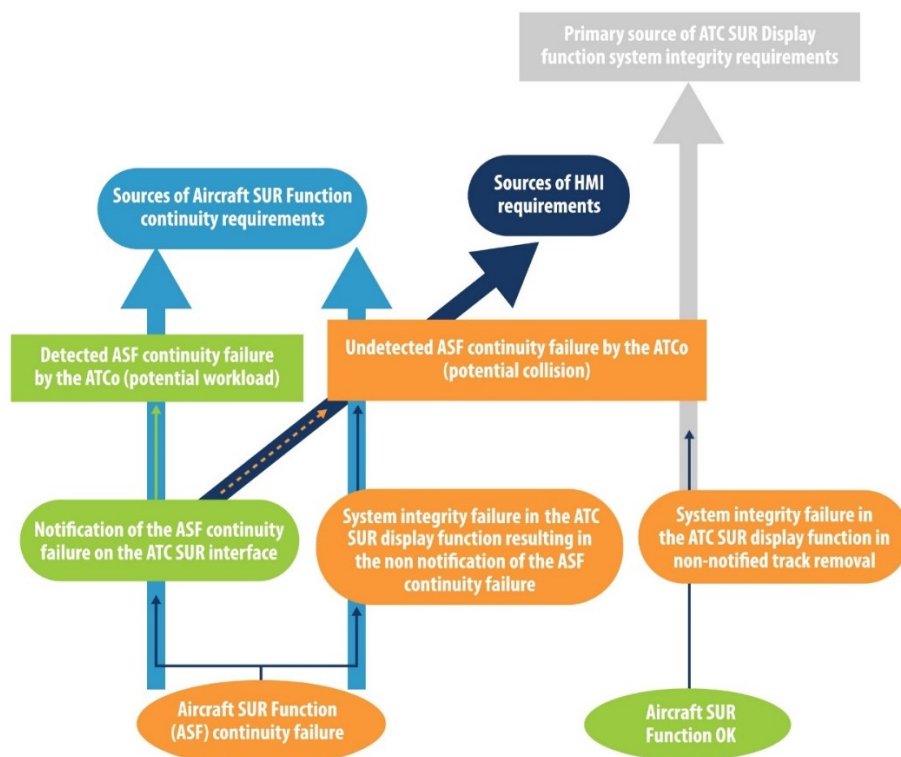 Primary source of ATC SUR Display
function system integrity requirements
Sources of Aircraft SUR Function
continuity requirements
Sources of HMI
requirements
Detected ASF continuity failure
by the ATCo (potential workload)
Undetected ASF continuity failure by the ATCo
(potential collision)
Notification of the ASF continuity
failure on the ATC SUR interface
System integrity failure in the ATC
SUR display function resulting in
the non notification of the ASF
continuity failure
System integrity failure in
the ATC SUR display function in
non-notified track removal
Aircraft SUR Function
(ASF) continuity failure
Aircraft SUR
Function OK